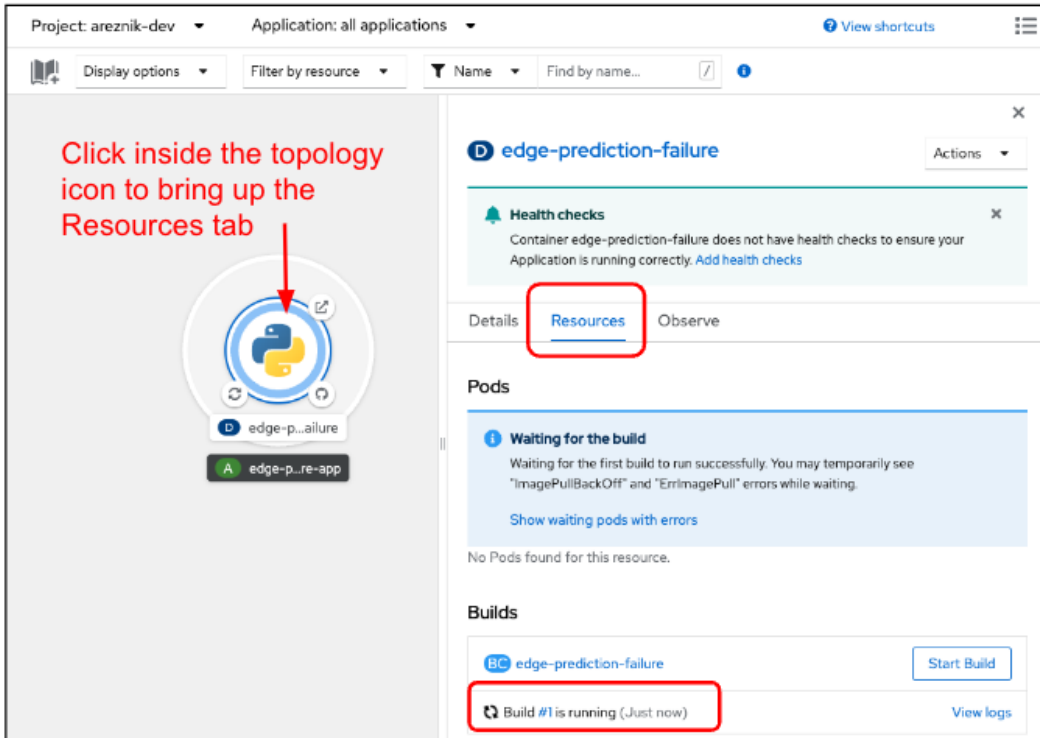 Project: areznik-dev Application: all applications View shortcuts
Display options Filter by resource Name Find by name... /
Click inside the topology
icon to bring up the
Resources tab
D edge-p...ailure
A edge-p...re-app
D edge-prediction-failure Actions
Health checks
Container edge-prediction-failure does not have health checks to ensure your
Application is running correctly. Add health checks
Details Resources Observe
Pods
Waiting for the build
Waiting for the first build to run successfully. You may temporarily see
"ImagePullBackOff" and "ErrImagePull" errors while waiting.
Show waiting pods with errors
No Pods found for this resource.
Builds
BC edge-prediction-failure Start Build
Build #1 is running (Just now) View logs